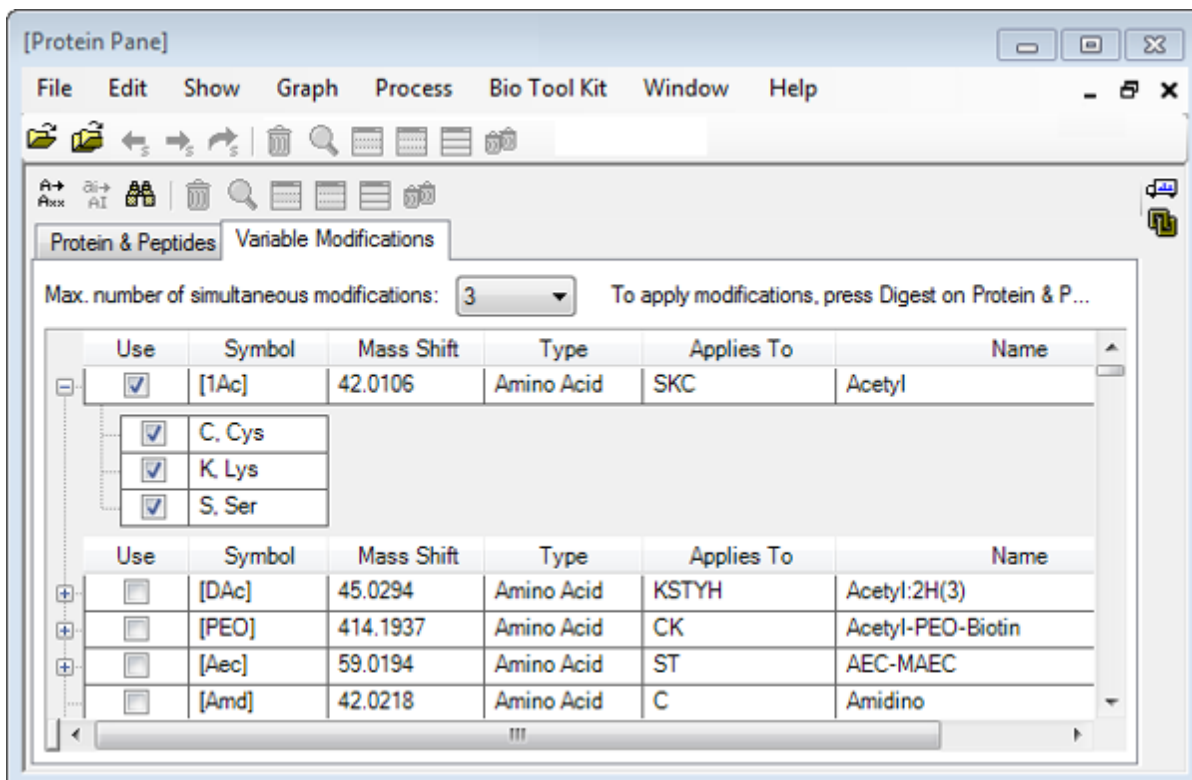 [Protein Pane]
File Edit Show Graph Process Bio Tool Kit Window Help
Protein & Peptides Variable Modifications
Max. number of simultaneous modifications: 3 To apply modifications, press Digest on Protein & P...
Use Symbol Mass Shift Type Applies To Name
[1Ac] 42.0106 Amino Acid SKC Acetyl
C, Cys
K, Lys
S, Ser
Use Symbol Mass Shift Type Applies To Name
[DAc] 45.0294 Amino Acid KSTYH Acetyl:2H(3)
[PEO] 414.1937 Amino Acid CK Acetyl-PEO-Biotin
[Aec] 59.0194 Amino Acid ST AEC-MAEC
[Amd] 42.0218 Amino Acid C Amidino